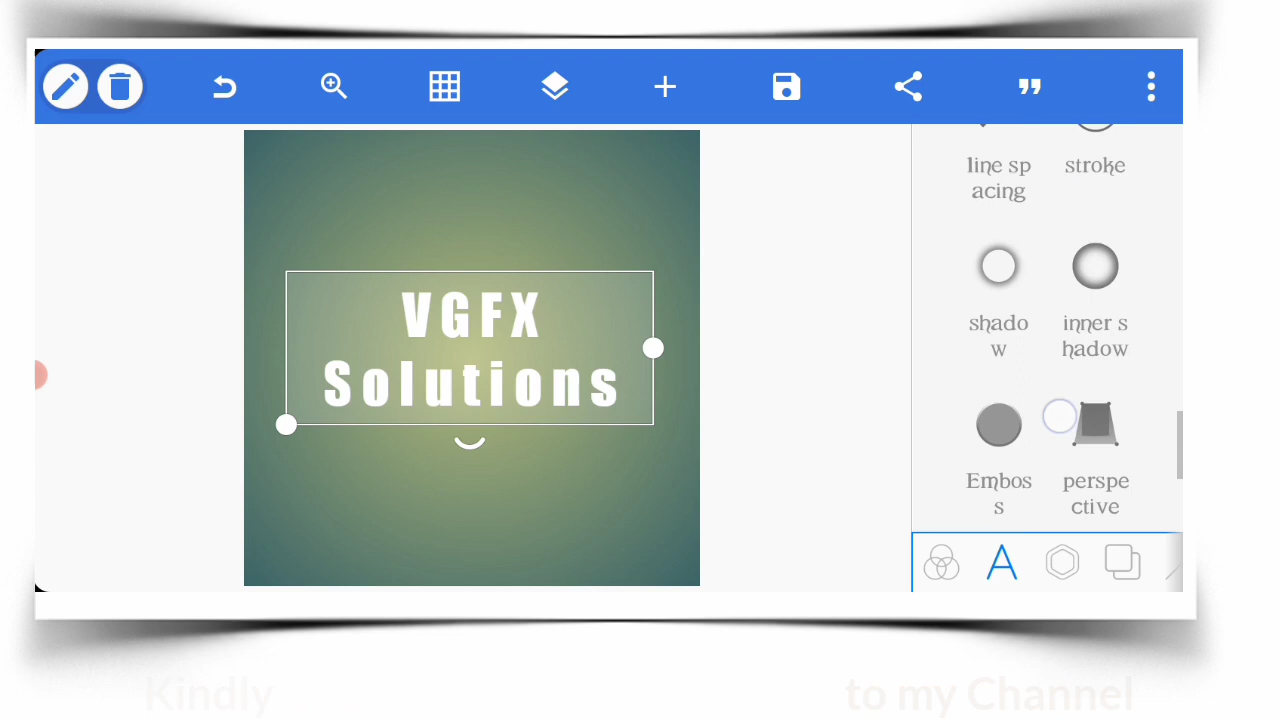 line sp
acing
stroke
shado
w
inner s
hadow
Embos
s
perspe
ctive
VGFX
Solutions
Kindly
to my Channel